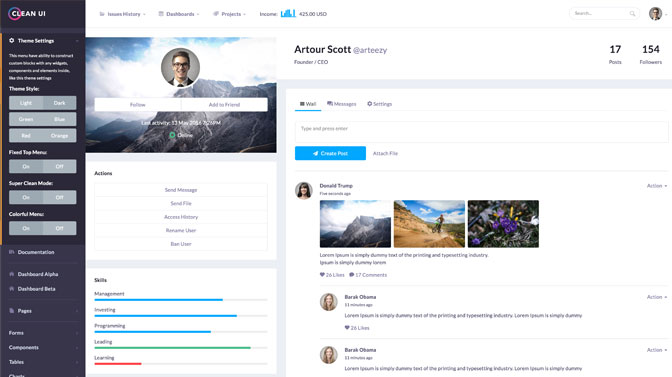 CLEAN UI
Issues History
Dashboards
Projects
Income:
425.00 USD
Search...
Theme Settings
This menu have ability to construct
custom blocks with any widgets,
components and elements inside,
like this theme settings
Theme Style:
Light
Dark
Green
Blue
Red
Orange
Fixed Top Menu:
On
Off
Super Clean Mode:
On
Off
Colorful Menu:
On
Off
Documentation
Dashboard Alpha
Dashboard Beta
Pages
Forms
Components
Tables
Charts
Follow
Add to Friend
Last activity: 13 May 2016 7:26PM
Online
Actions
Send Message
Send File
Access History
Rename User
Ban User
Skills
Management
Investing
Programming
Leading
Learning
Artour Scott @arteezy
Founder / CEO
17
Posts
154
Followers
Wall
Messages
Settings
Type and press enter
Create Post
Attach File
Donald Trump
Action
Five seconds ago
Lorem Ipsum is simply dummy text of the printing and typesetting industry.
Ipsum is simply dummy lorem
26 Likes
17 Comments
Barak Obama
Action
11 minutes ago
Lorem Ipsum is simply dummy text of the printing and typesetting industry. Lorem Ipsum is simply dummy
26 Likes
Barak Obama
Action
11 minutes ago
Lorem Ipsum is simply dummy text of the printing and typesetting industry. Lorem Ipsum is simply dummy